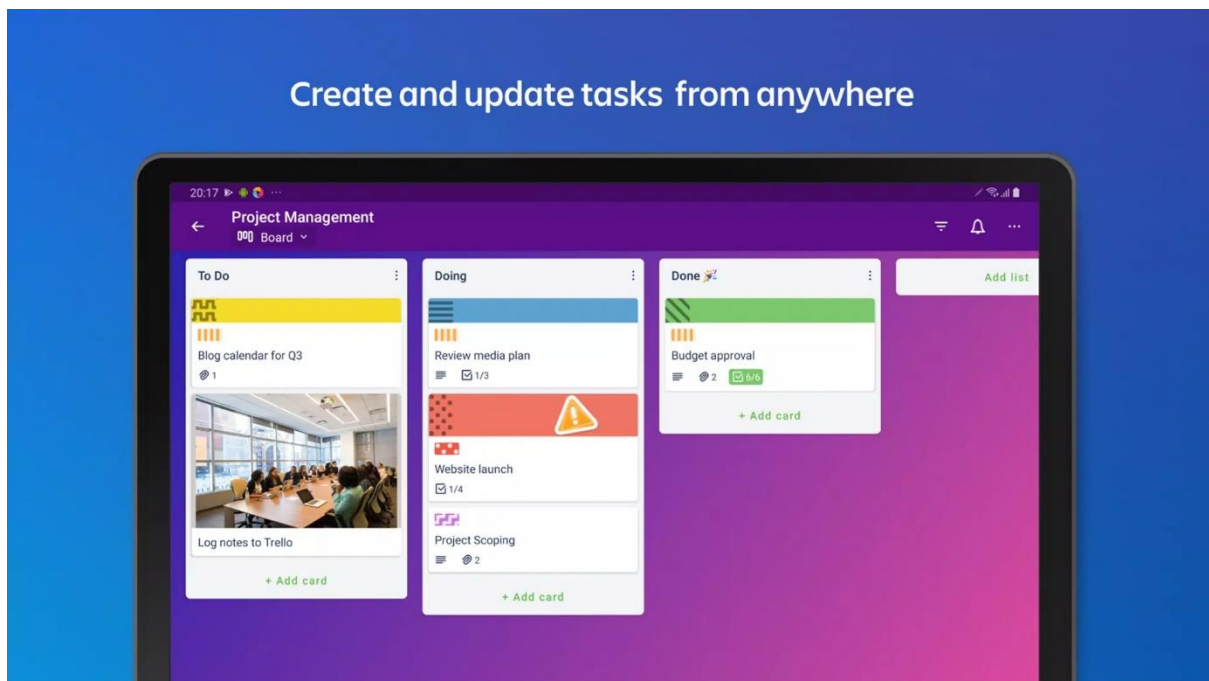 Create and update tasks from anywhere
20:17
Project Management
Board
To Do
Blog calendar for Q3
1
Log notes to Trello
+ Add card
Doing
Review media plan
1/3
Website launch
1/4
Project Scoping
2
+ Add card
Done
Budget approval
2 6/6
+ Add card
Add list